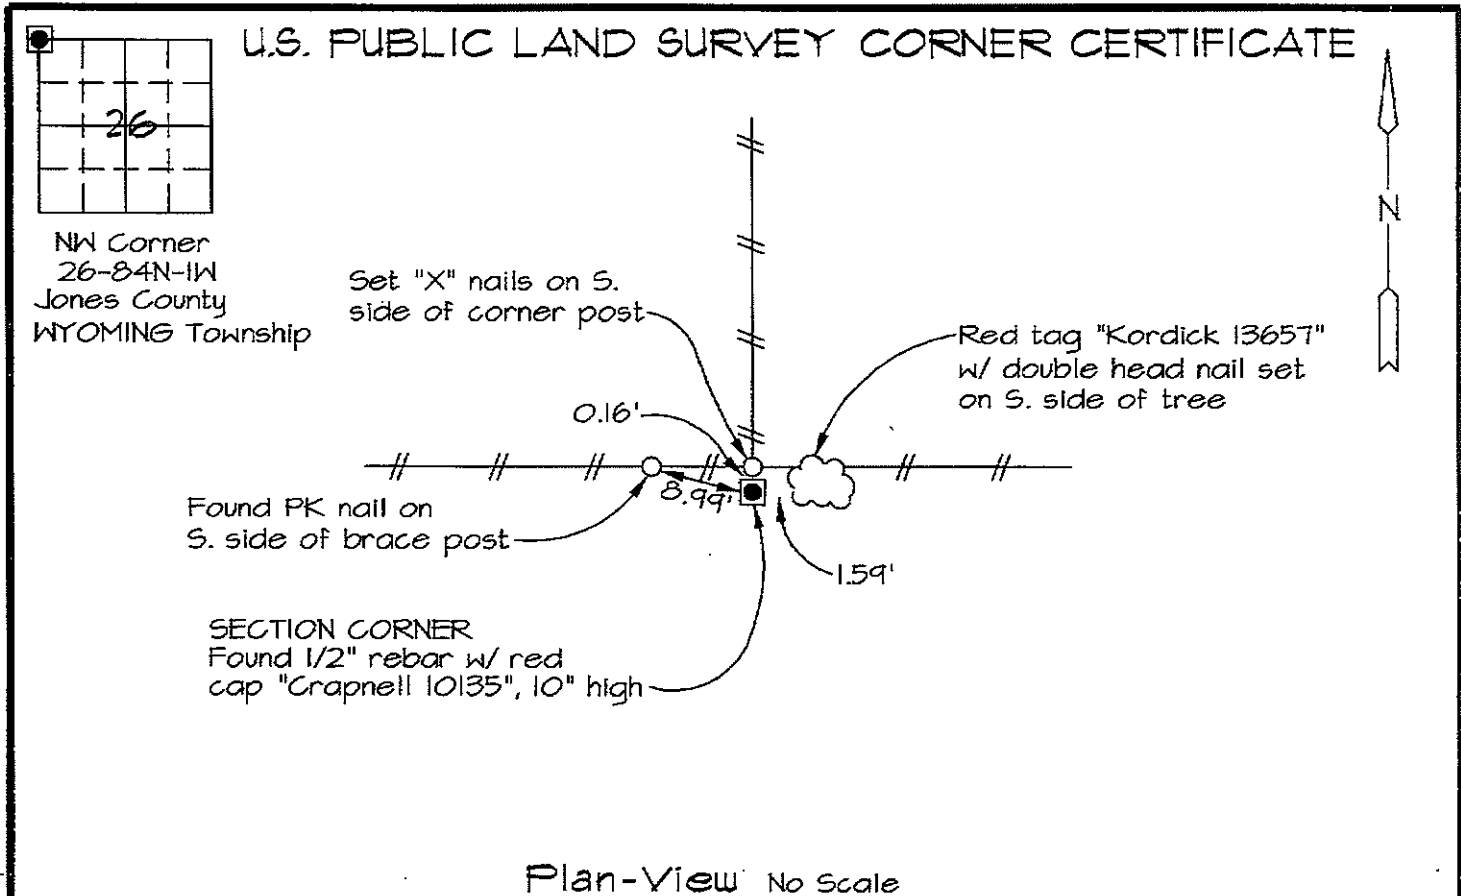 U.S. PUBLIC LAND SURVEY CORNER CERTIFICATE
26
NW Corner
26-84N-1W
Jones County
WYOMING Township
N
Set "X" nails on S.
side of corner post
Red tag "Kordick 13657"
w/ double head nail set
on S. side of tree
0.16'
8.99'
Found PK nail on
S. side of brace post
1.59'
SECTION CORNER
Found 1/2" rebar w/ red
cap "Crapnell 10135", 10" high
Plan-View No Scale